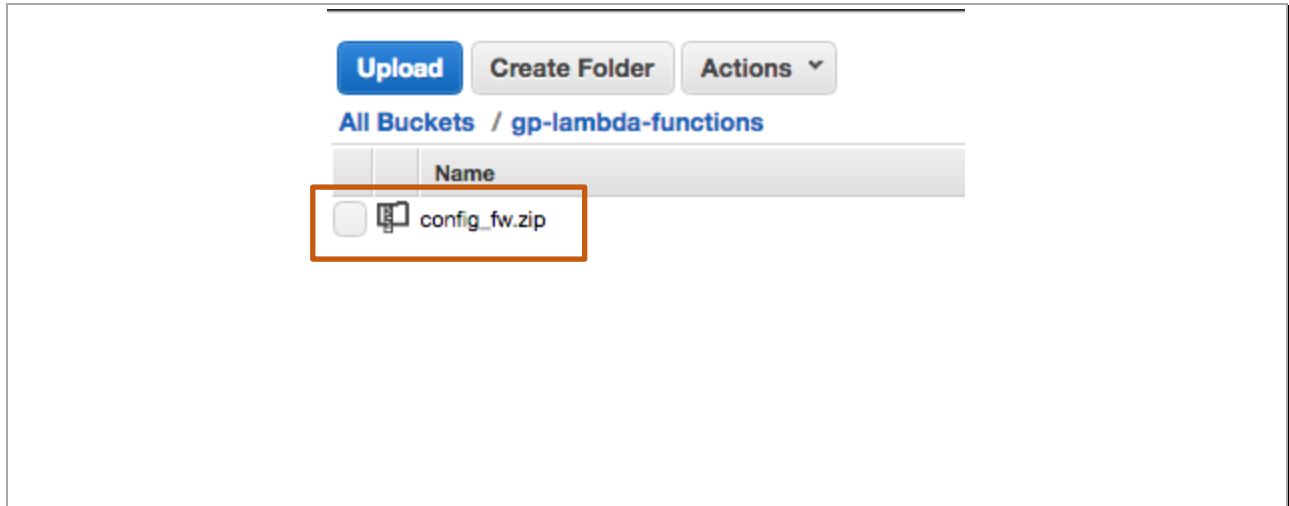 Upload Create Folder Actions
All Buckets / gp-lambda-functions
Name
config_fw.zip